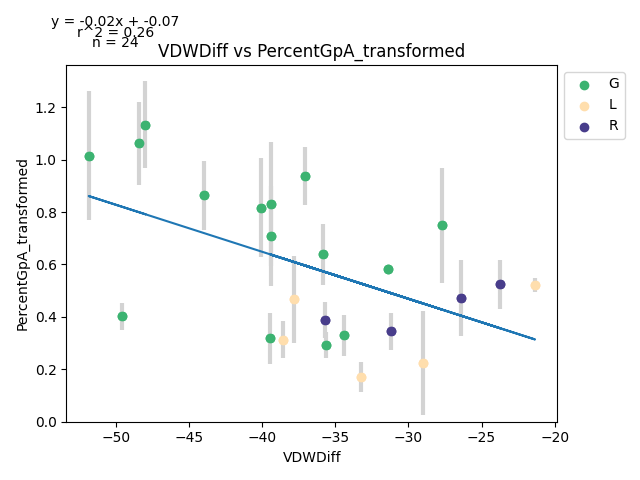 y = -0.02x + -0.07
r^2 = 0.26
n = 24
VDWDiff vs PercentGpA_transformed
G
L
R
PercentGpA_transformed
1.2
1.0
0.8
0.6
0.4
0.2
0.0
−50
−45
−40
−35
−30
−25
−20
VDWDiff